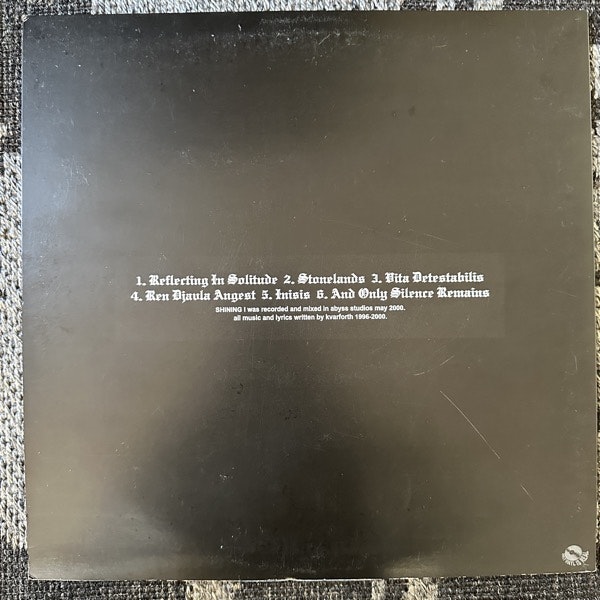 1. Reflecting In Solitude 2. Stonelands 3. Vita Detestabilis
4. Ren Djaula Angest 5. Inisis 6. And Only Silence Remains
SHINING I was recorded and mixed in abyss studios may 2000.
all music and lyrics written by kvarforth 1996-2000.